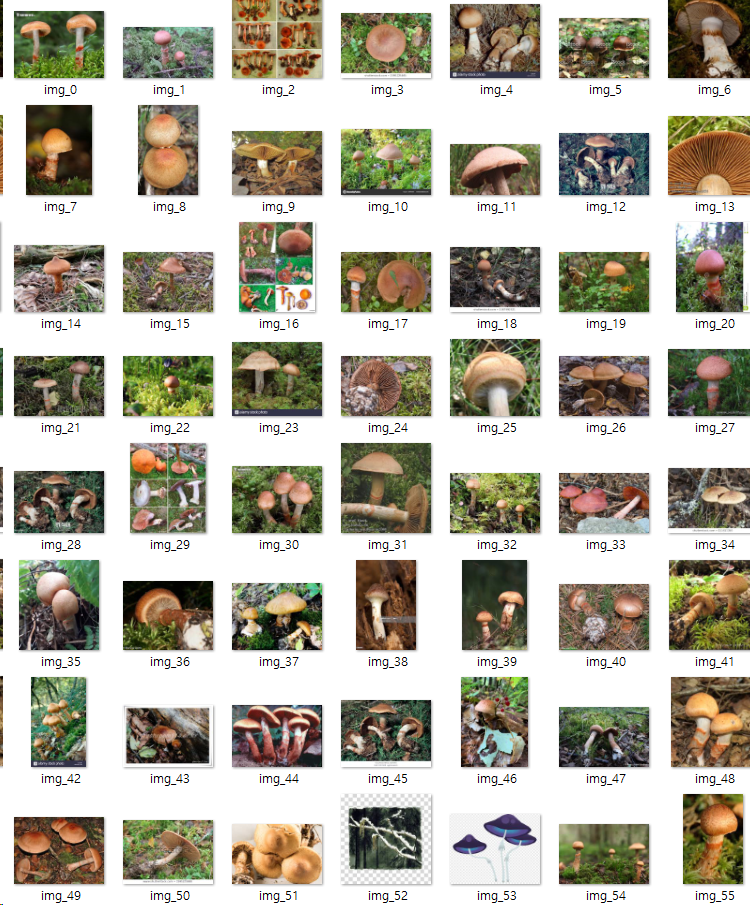 img_0 img_1 img_2 img_3 img_4 img_5 img_6
img_7 img_8 img_9 img_10 img_11 img_12 img_13
img_14 img_15 img_16 img_17 img_18 img_19 img_20
img_21 img_22 img_23 img_24 img_25 img_26 img_27
img_28 img_29 img_30 img_31 img_32 img_33 img_34
img_35 img_36 img_37 img_38 img_39 img_40 img_41
img_42 img_43 img_44 img_45 img_46 img_47 img_48
img_49 img_50 img_51 img_52 img_53 img_54 img_55